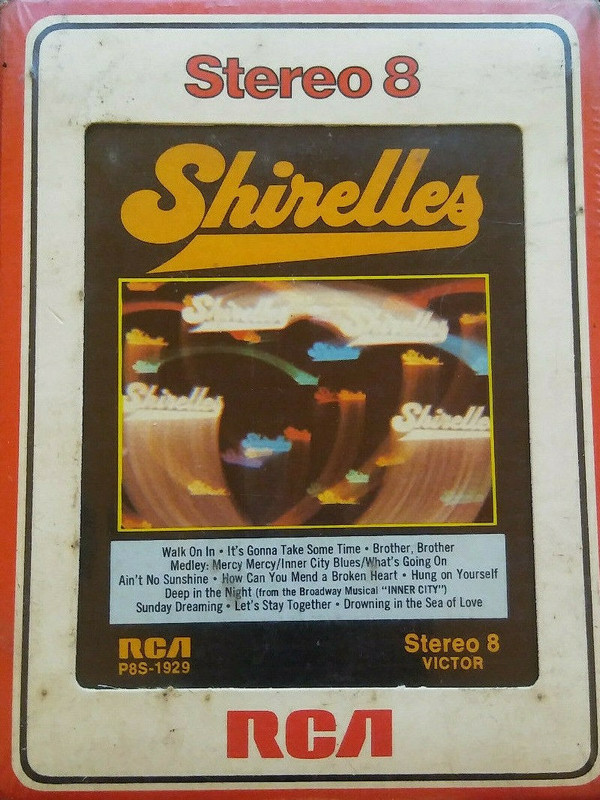 Stereo 8
Shirelles
Shirelles
Shirelles
Shirelles
Shirelles
Walk On In • It's Gonna Take Some Time • Brother, Brother
Medley: Mercy Mercy/Inner City Blues/What's Going On
Ain't No Sunshine • How Can You Mend a Broken Heart • Hung on Yourself
Deep in the Night (from the Broadway Musical "INNER CITY")
Sunday Dreaming • Let's Stay Together • Drowning in the Sea of Love
RCA
P8S-1929
Stereo 8
VICTOR
RCA